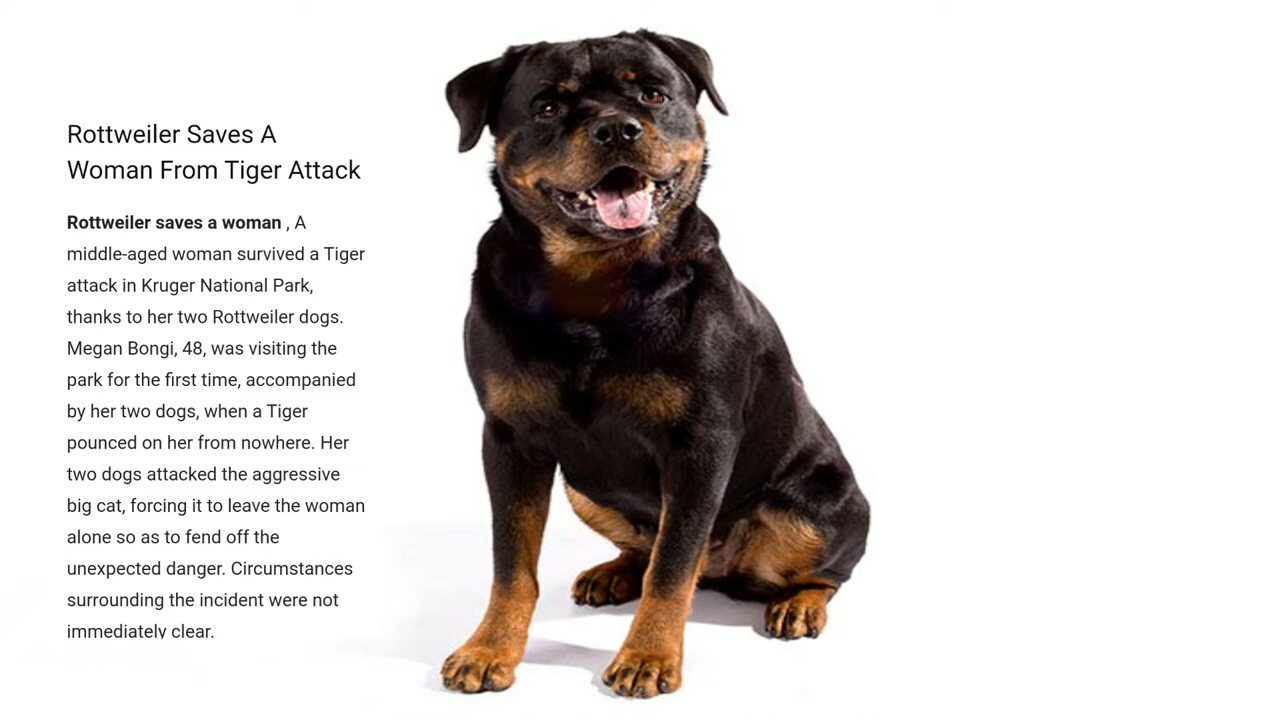 Rottweiler Saves A
Woman From Tiger Attack
Rottweiler saves a woman , A
middle-aged woman survived a Tiger
attack in Kruger National Park,
thanks to her two Rottweiler dogs.
Megan Bongi, 48, was visiting the
park for the first time, accompanied
by her two dogs, when a Tiger
pounced on her from nowhere. Her
two dogs attacked the aggressive
big cat, forcing it to leave the woman
alone so as to fend off the
unexpected danger. Circumstances
surrounding the incident were not
immediately clear.